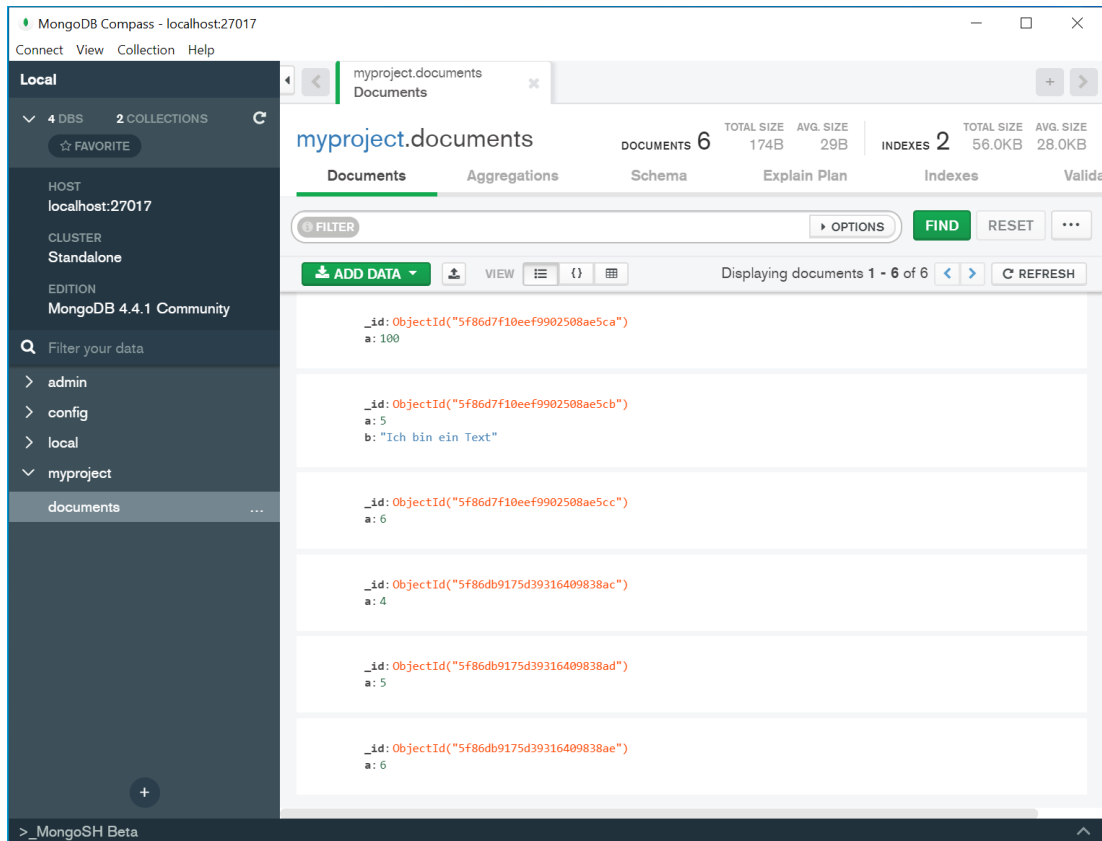 MongoDB Compass - localhost:27017
Connect View Collection Help
Local
4 DBS 2 COLLECTIONS
FAVORITE
HOST
localhost:27017
CLUSTER
Standalone
EDITION
MongoDB 4.4.1 Community
Filter your data
admin
config
local
myproject
documents ...
>_MongoSH Beta
myproject.documents
Documents
myproject.documents
DOCUMENTS 6
TOTAL SIZE 174B
AVG. SIZE 29B
INDEXES 2
TOTAL SIZE 56.0KB
AVG. SIZE 28.0KB
Documents Aggregations Schema Explain Plan Indexes Valida
FILTER OPTIONS FIND RESET ...
ADD DATA VIEW {} Displaying documents 1 - 6 of 6 < > REFRESH
_id: ObjectId("5f86d7f10eef9902508ae5ca")
a: 100
_id: ObjectId("5f86d7f10eef9902508ae5cb")
a: 5
b: "Ich bin ein Text"
_id: ObjectId("5f86d7f10eef9902508ae5cc")
a: 6
_id: ObjectId("5f86db9175d39316409838ac")
a: 4
_id: ObjectId("5f86db9175d39316409838ad")
a: 5
_id: ObjectId("5f86db9175d39316409838ae")
a: 6